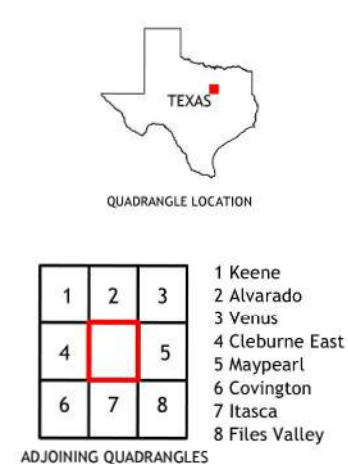 TEXAS
QUADRANGLE LOCATION
1 2 3
4 5
6 7 8
1 Keene
2 Alvarado
3 Venus
4 Cleburne East
5 Maypearl
6 Covington
7 Itasca
8 Files Valley
ADJOINING QUADRANGLES